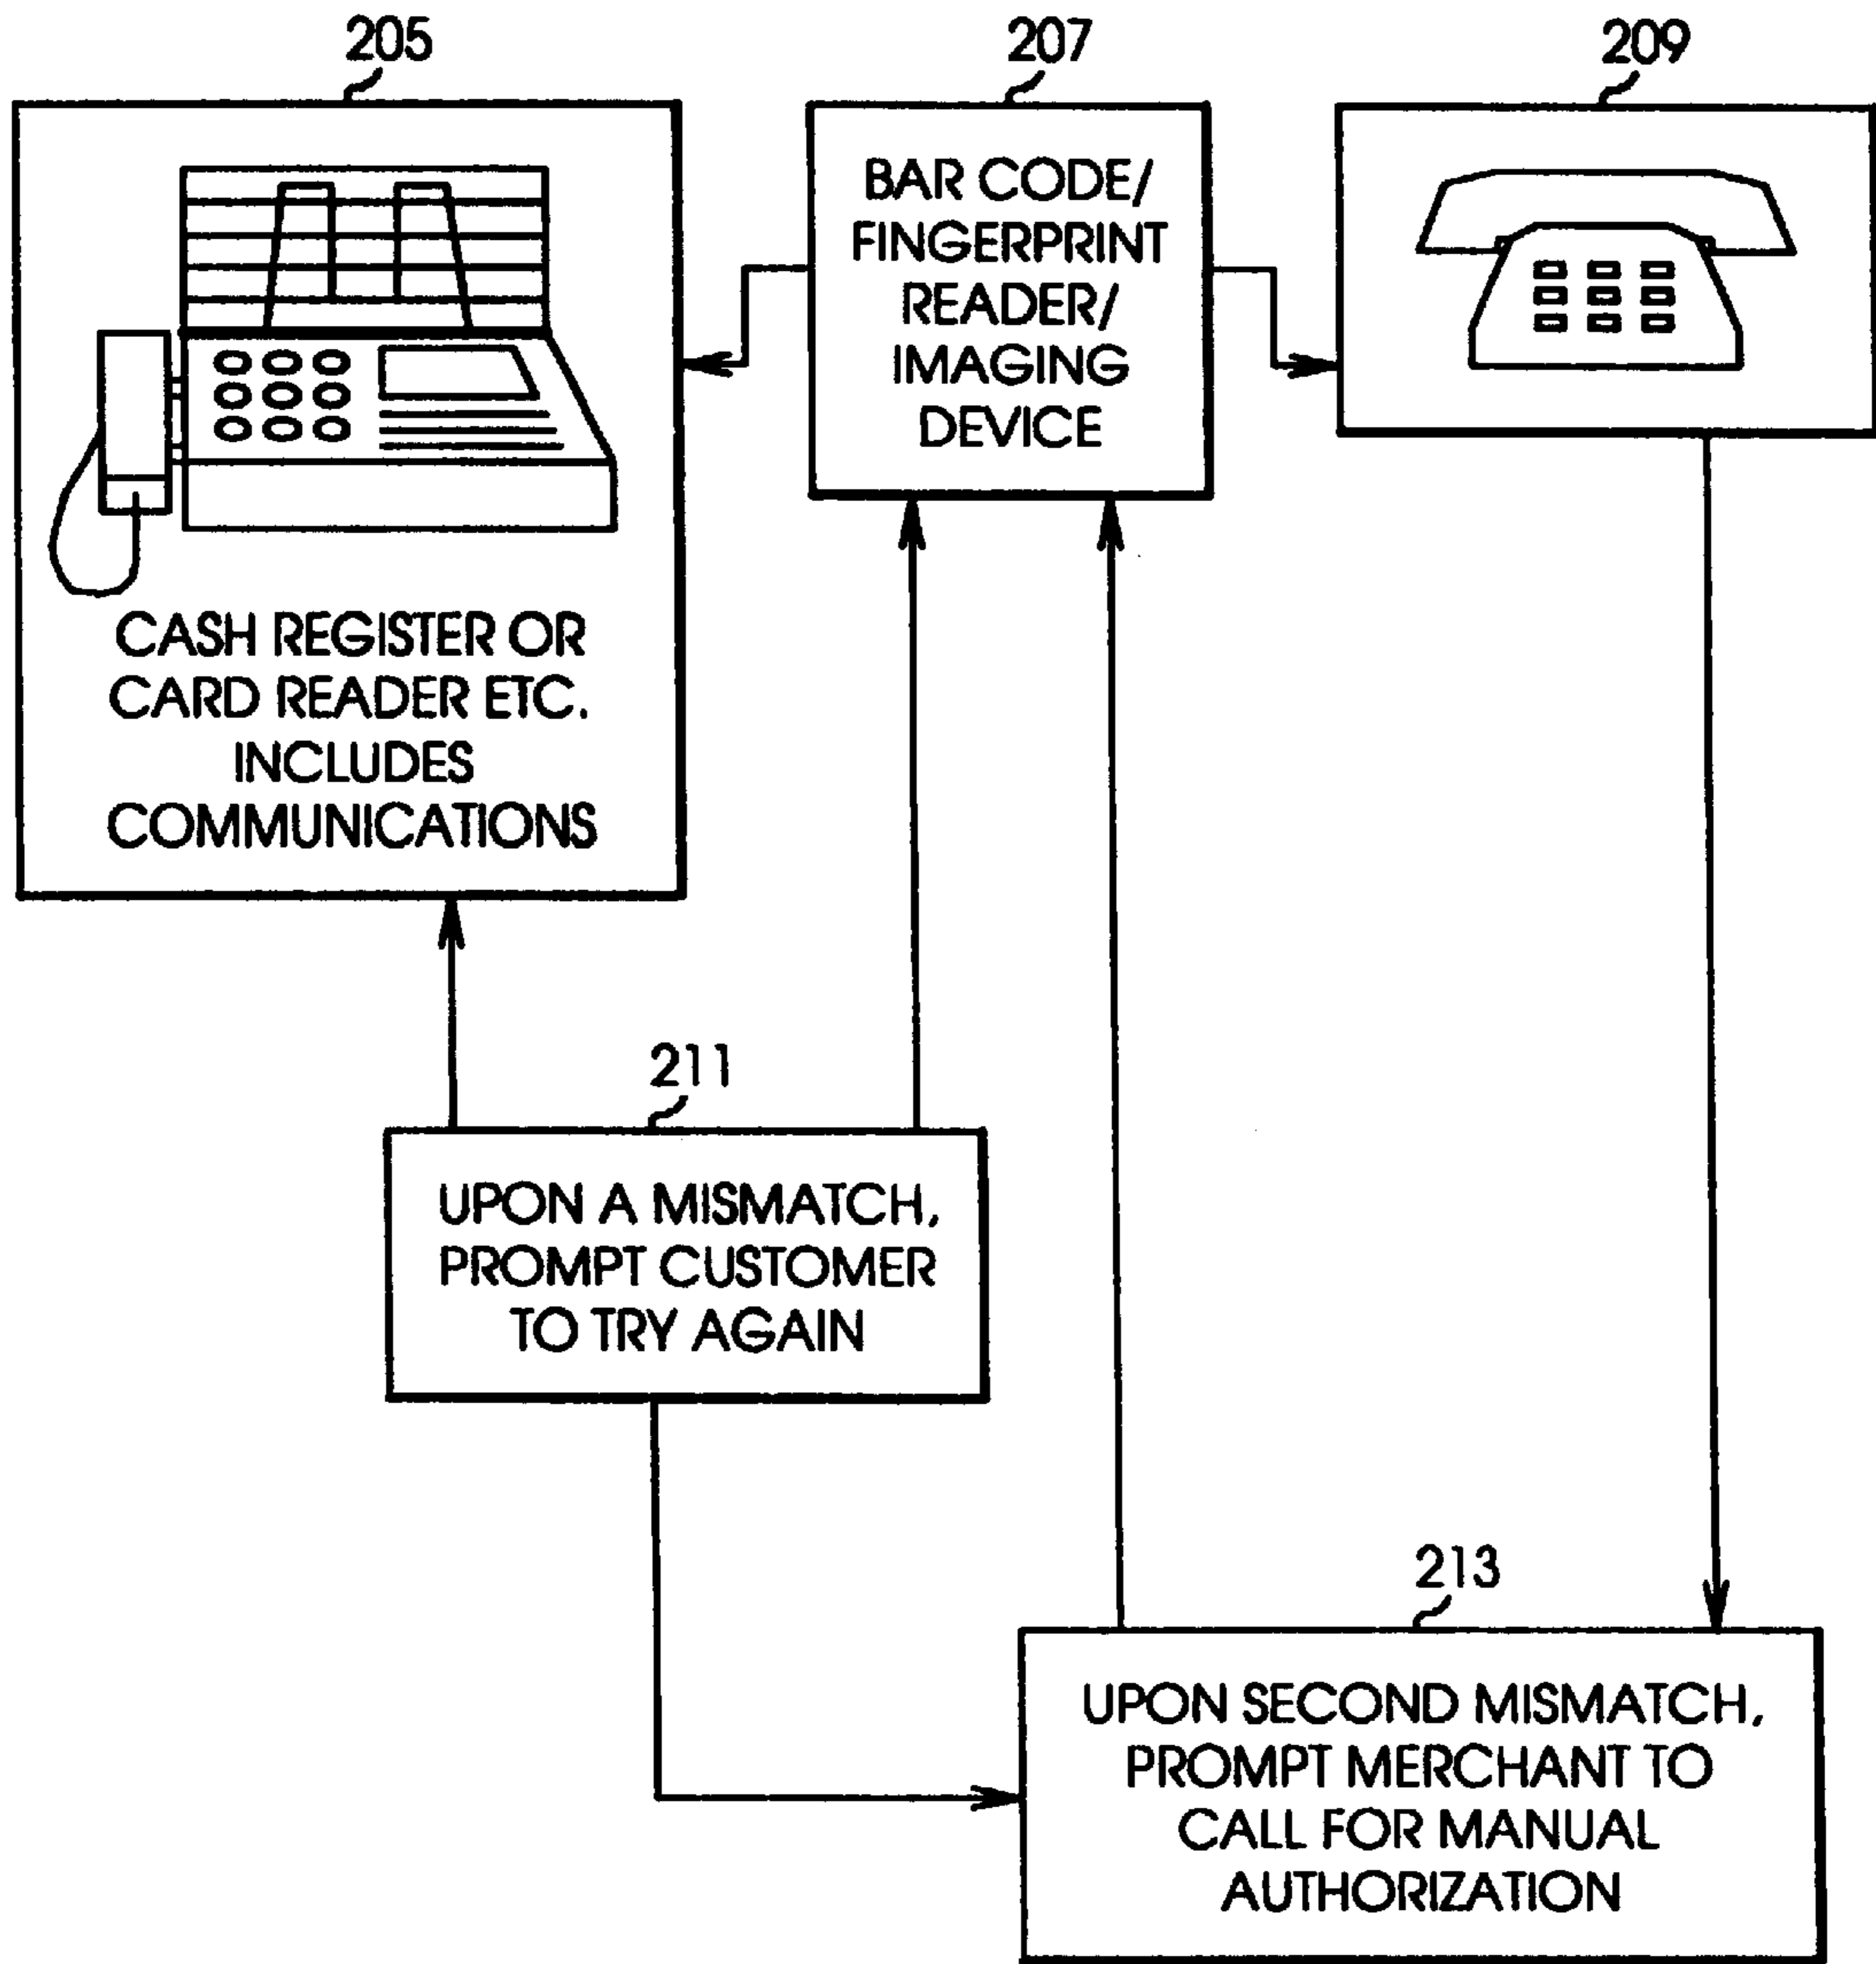 205
207
209
BAR CODE/
FINGERPRINT
READER/
IMAGING
DEVICE
CASH REGISTER OR
CARD READER ETC.
INCLUDES
COMMUNICATIONS
211
UPON A MISMATCH,
PROMPT CUSTOMER
TO TRY AGAIN
213
UPON SECOND MISMATCH,
PROMPT MERCHANT TO
CALL FOR MANUAL
AUTHORIZATION